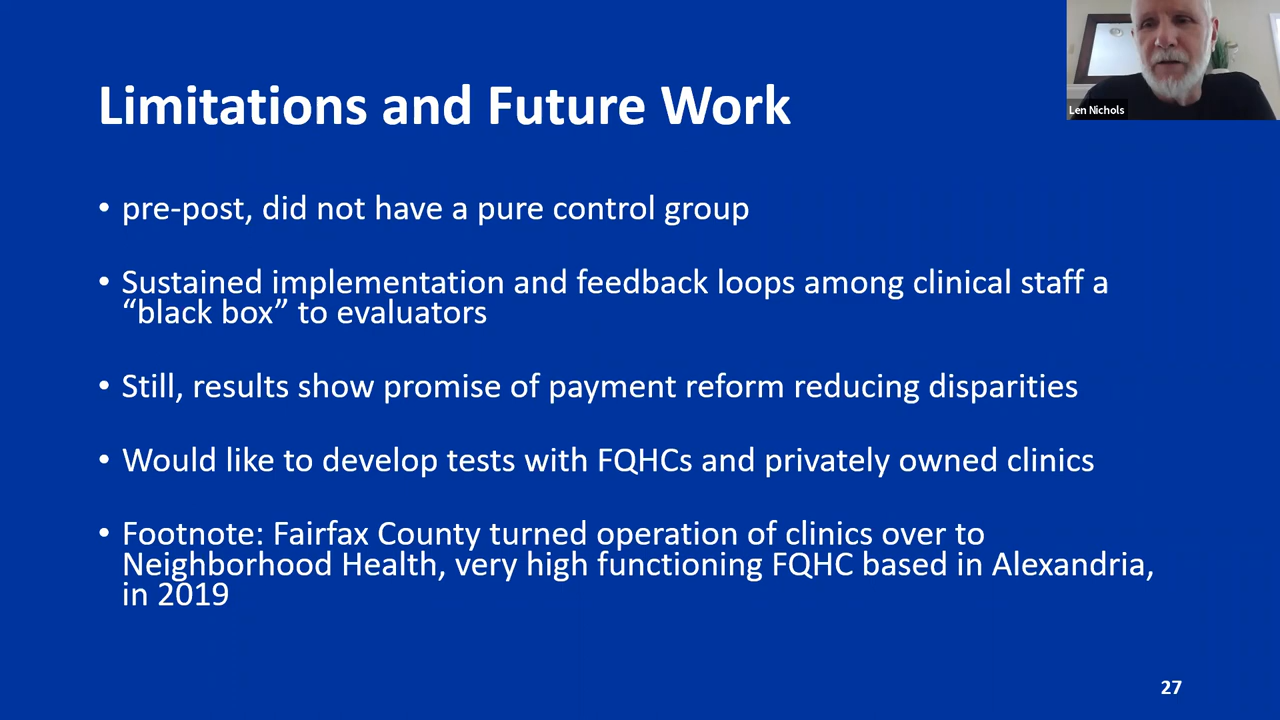 Len Nichols
Limitations and Future Work
• pre-post, did not have a pure control group
• Sustained implementation and feedback loops among clinical staff a
“black box” to evaluators
• Still, results show promise of payment reform reducing disparities
• Would like to develop tests with FQHCs and privately owned clinics
• Footnote: Fairfax County turned operation of clinics over to
Neighborhood Health, very high functioning FQHC based in Alexandria,
in 2019
27